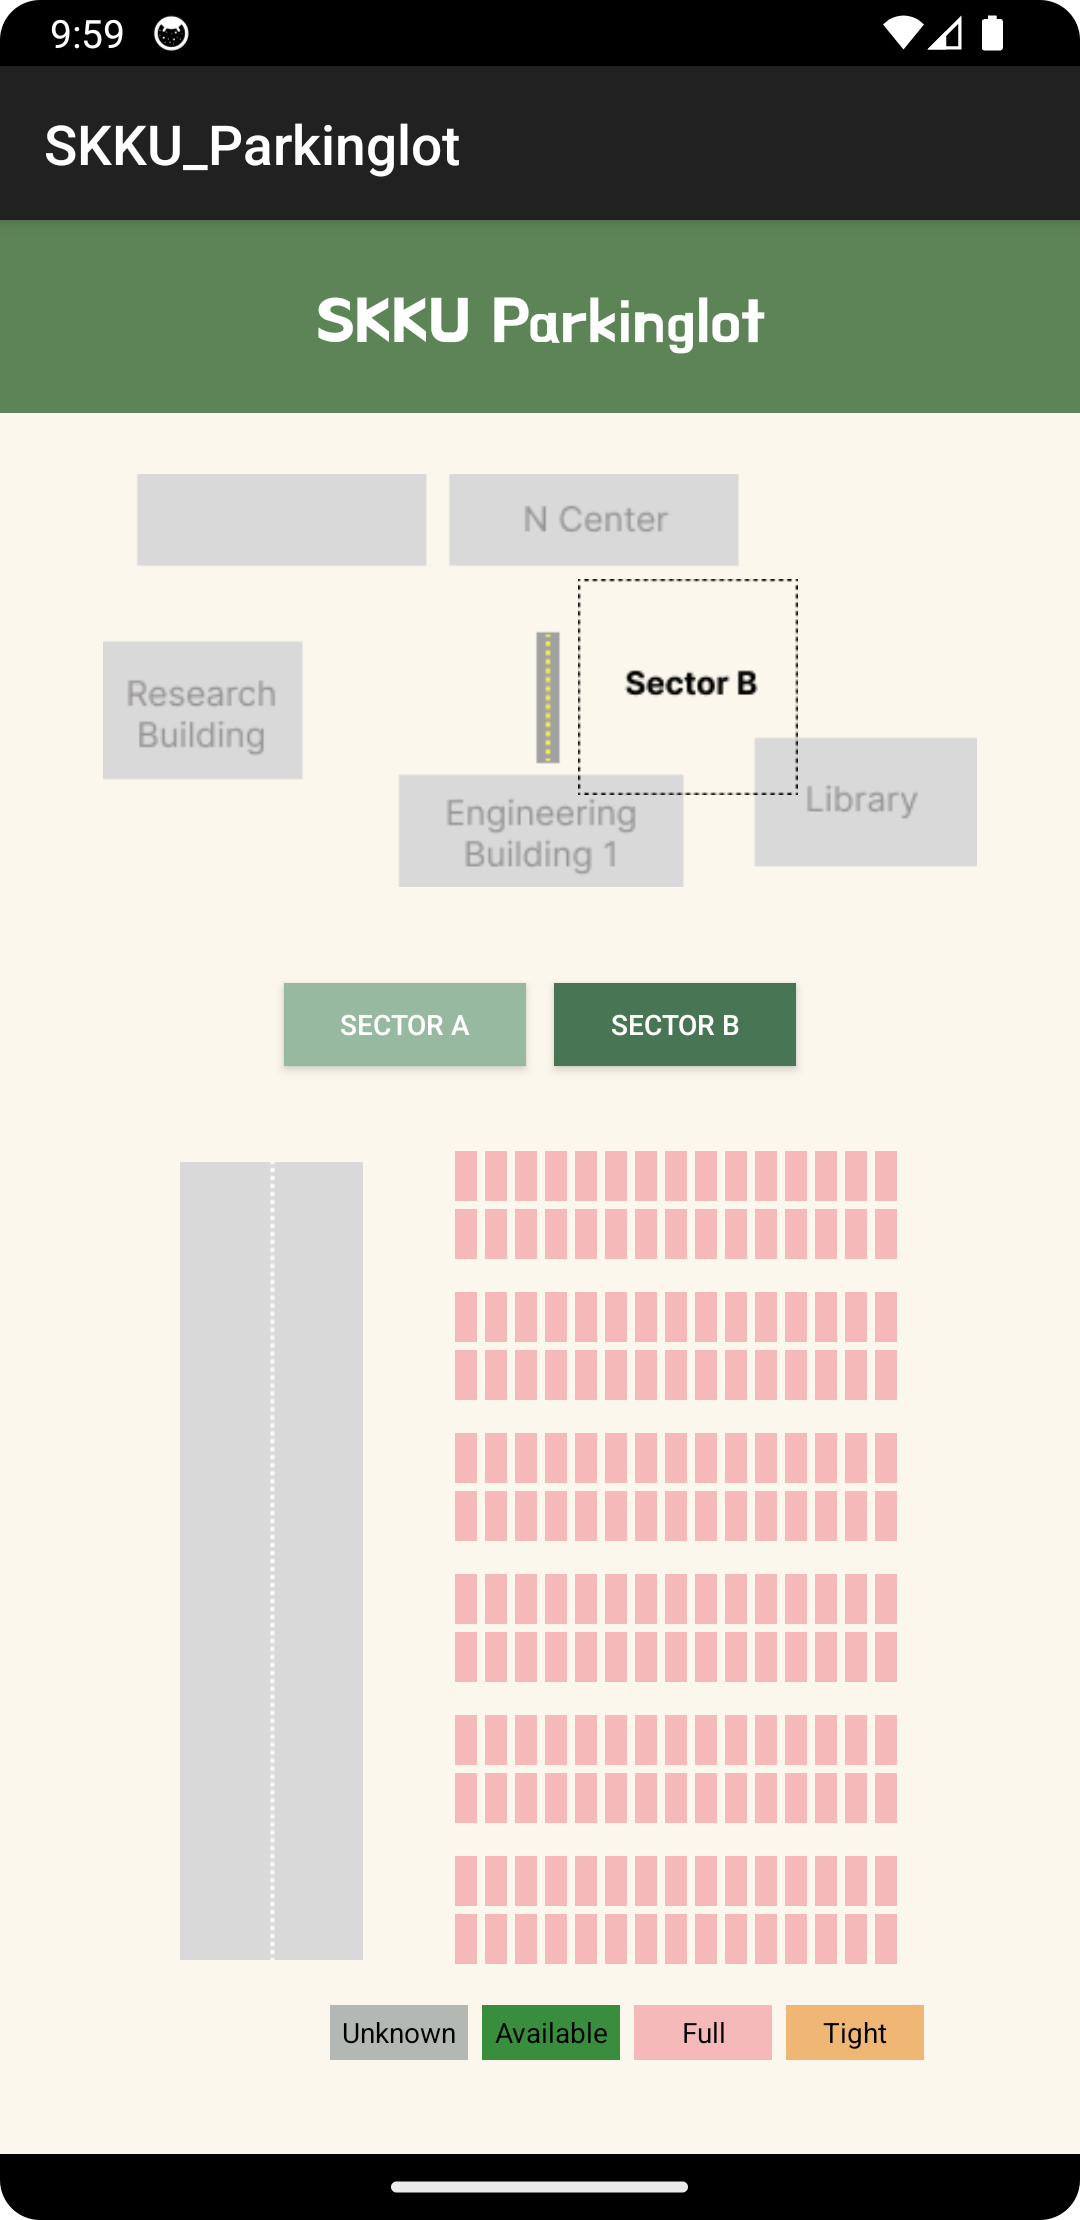 9:59
SKKU_Parkinglot
SKKU Parkinglot
N Center
Sector B
Research
Building
Library
Engineering
Building 1
SECTOR A
SECTOR B
Unknown
Available
Full
Tight